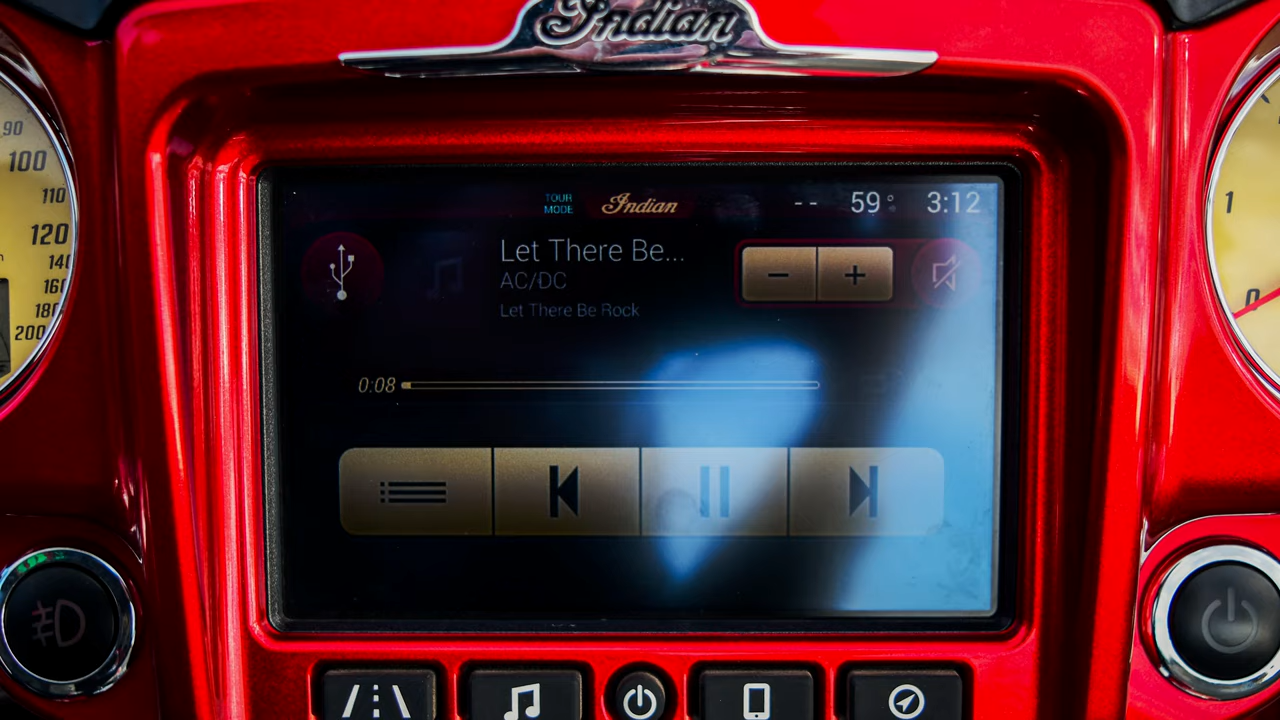 Indian
TOUR
MODE
Indian
-- 59° 3:12
Let There Be...
AC/DC
Let There Be Rock
- +
0:08
90
100
110
120
140
160
180
200
1
0